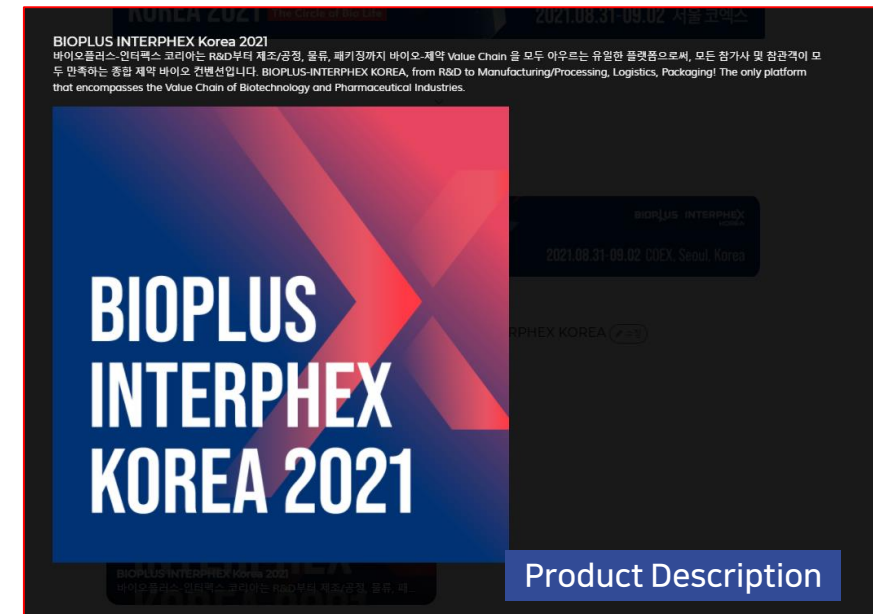 KOREA 2021 The Circle of Bio Life
2021.08.31-09.02 서울 코엑스
BIOPLUS INTERPHEX Korea 2021
바이오플러스-인터펙스 코리아는 R&D부터 제조/공정, 물류, 패키징까지 바이오-제약 Value Chain 을 모두 아우르는 유일한 플랫폼으로써, 모든 참가사 및 참관객이 모
두 만족하는 종합 제약 바이오 컨벤션입니다. BIOPLUS-INTERPHEX KOREA, from R&D to Manufacturing/Processing, Logistics, Packaging! The only platform
that encompasses the Value Chain of Biotechnology and Pharmaceutical Industries.
BIOPLUS INTERPHEX
KOREA
2021.08.31-09.02 COEX, Seoul, Korea
RPHEX KOREA
BIOPLUS
INTERPHEX
KOREA 2021
BIOPLUS INTERPHEX Korea 2021
바이오플러스-인터펙스 코리아는 R&D부터 제조/공정, 물류, 패...
Product Description